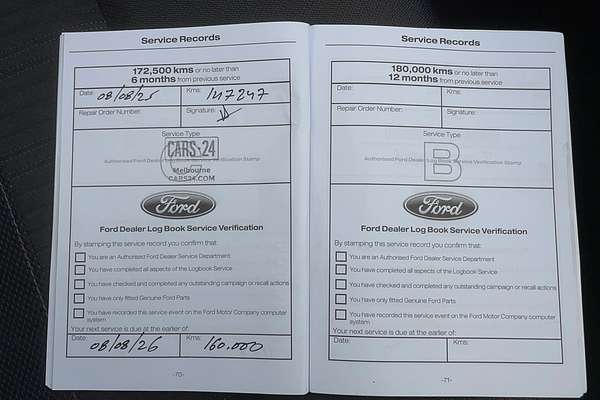 Service Records
172,500 kms or no later than
6 months from previous service
Date: 08/08/25 Kms: 147247
Repair Order Number: Signature:
Service Type
CARS24
Authorised Ford Dealer Log Book Service Verification Stamp
Melbourne
CARS24.COM
Ford
Ford Dealer Log Book Service Verification
By stamping this service record you confirm that:
You are an Authorised Ford Dealer Service Department
You have completed all aspects of the Logbook Service
You have checked and completed any outstanding campaign or recall actions
You have only fitted Genuine Ford Parts
You have recorded this service event on the Ford Motor Company computer
system
Your next service is due at the earlier of:
Date: 08/08/26 Kms: 160.000
-70-
Service Records
180,000 kms or no later than
12 months from previous service
Date: Kms:
Repair Order Number: Signature:
Service Type
B
Authorised Ford Dealer Log Book Service Verification Stamp
Ford
Ford Dealer Log Book Service Verification
By stamping this service record you confirm that:
You are an Authorised Ford Dealer Service Department
You have completed all aspects of the Logbook Service
You have checked and completed any outstanding campaign or recall actions
You have only fitted Genuine Ford Parts
You have recorded this service event on the Ford Motor Company computer
system
Your next service is due at the earlier of:
Date: Kms:
-71-